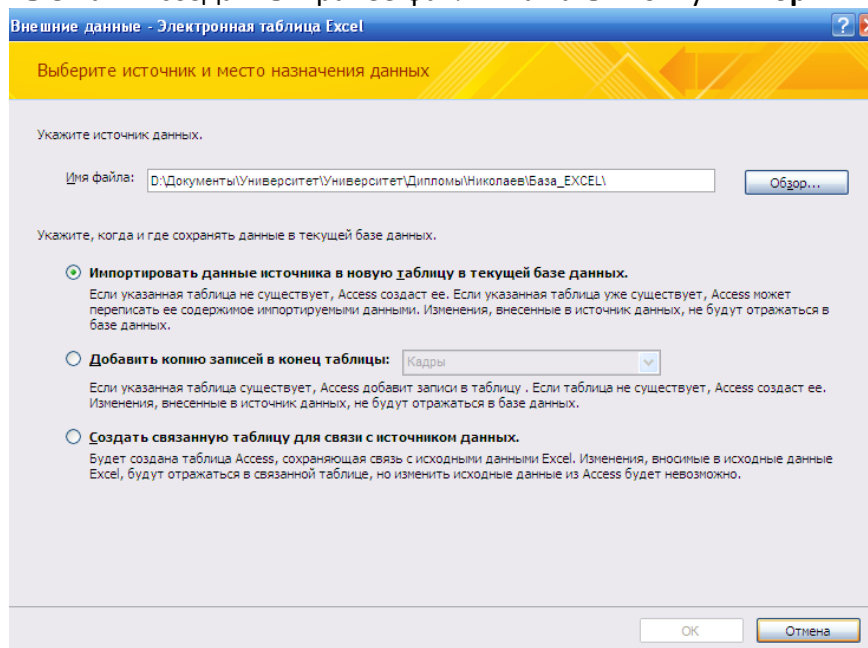 Внешние данные - Электронная таблица Excel
Выберите источник и место назначения данных
Укажите источник данных.
Имя файла: D:\Документы\Университет\Университет\Дипломы\Николаев\База_EXCEL\ Обзор...
Укажите, когда и где сохранять данные в текущей базе данных.
Импортировать данные источника в новую таблицу в текущей базе данных.
Если указанная таблица не существует, Access создаст ее. Если указанная таблица уже существует, Access может
переписать ее содержимое импортируемыми данными. Изменения, внесенные в источник данных, не будут отражаться в
базе данных.
Добавить копию записей в конец таблицы: Кадры
Если указанная таблица существует, Access добавит записи в таблицу . Если таблица не существует, Access создаст ее.
Изменения, внесенные в источник данных, не будут отражаться в базе данных.
Создать связанную таблицу для связи с источником данных.
Будет создана таблица Access, сохраняющая связь с исходными данными Excel. Изменения, вносимые в исходные данные
Excel, будут отражаться в связанной таблице, но изменить исходные данные из Access будет невозможно.
OK Отмена